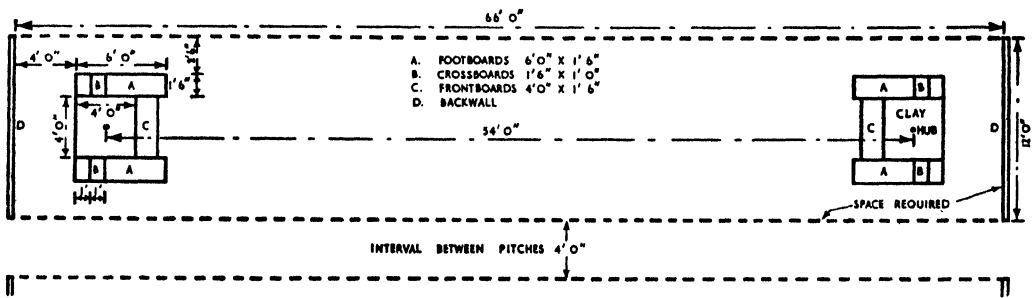 66' 0"
4' 0"
6' 0"
1' 6"
A. FOOTBOARDS 6'0" X 1' 6"
B. CROSSBOARDS 1'6" X 1' 0"
C. FRONTBOARDS 4'0" X 1' 6"
D. BACKWALL
B A
A B
4' 0"
4'0"
C
D
54' 0"
C
CLAY
HUB
D
12' 0"
B A
A B
1' 1'
SPACE REQUIRED
INTERVAL BETWEEN PITCHES 4' 0"